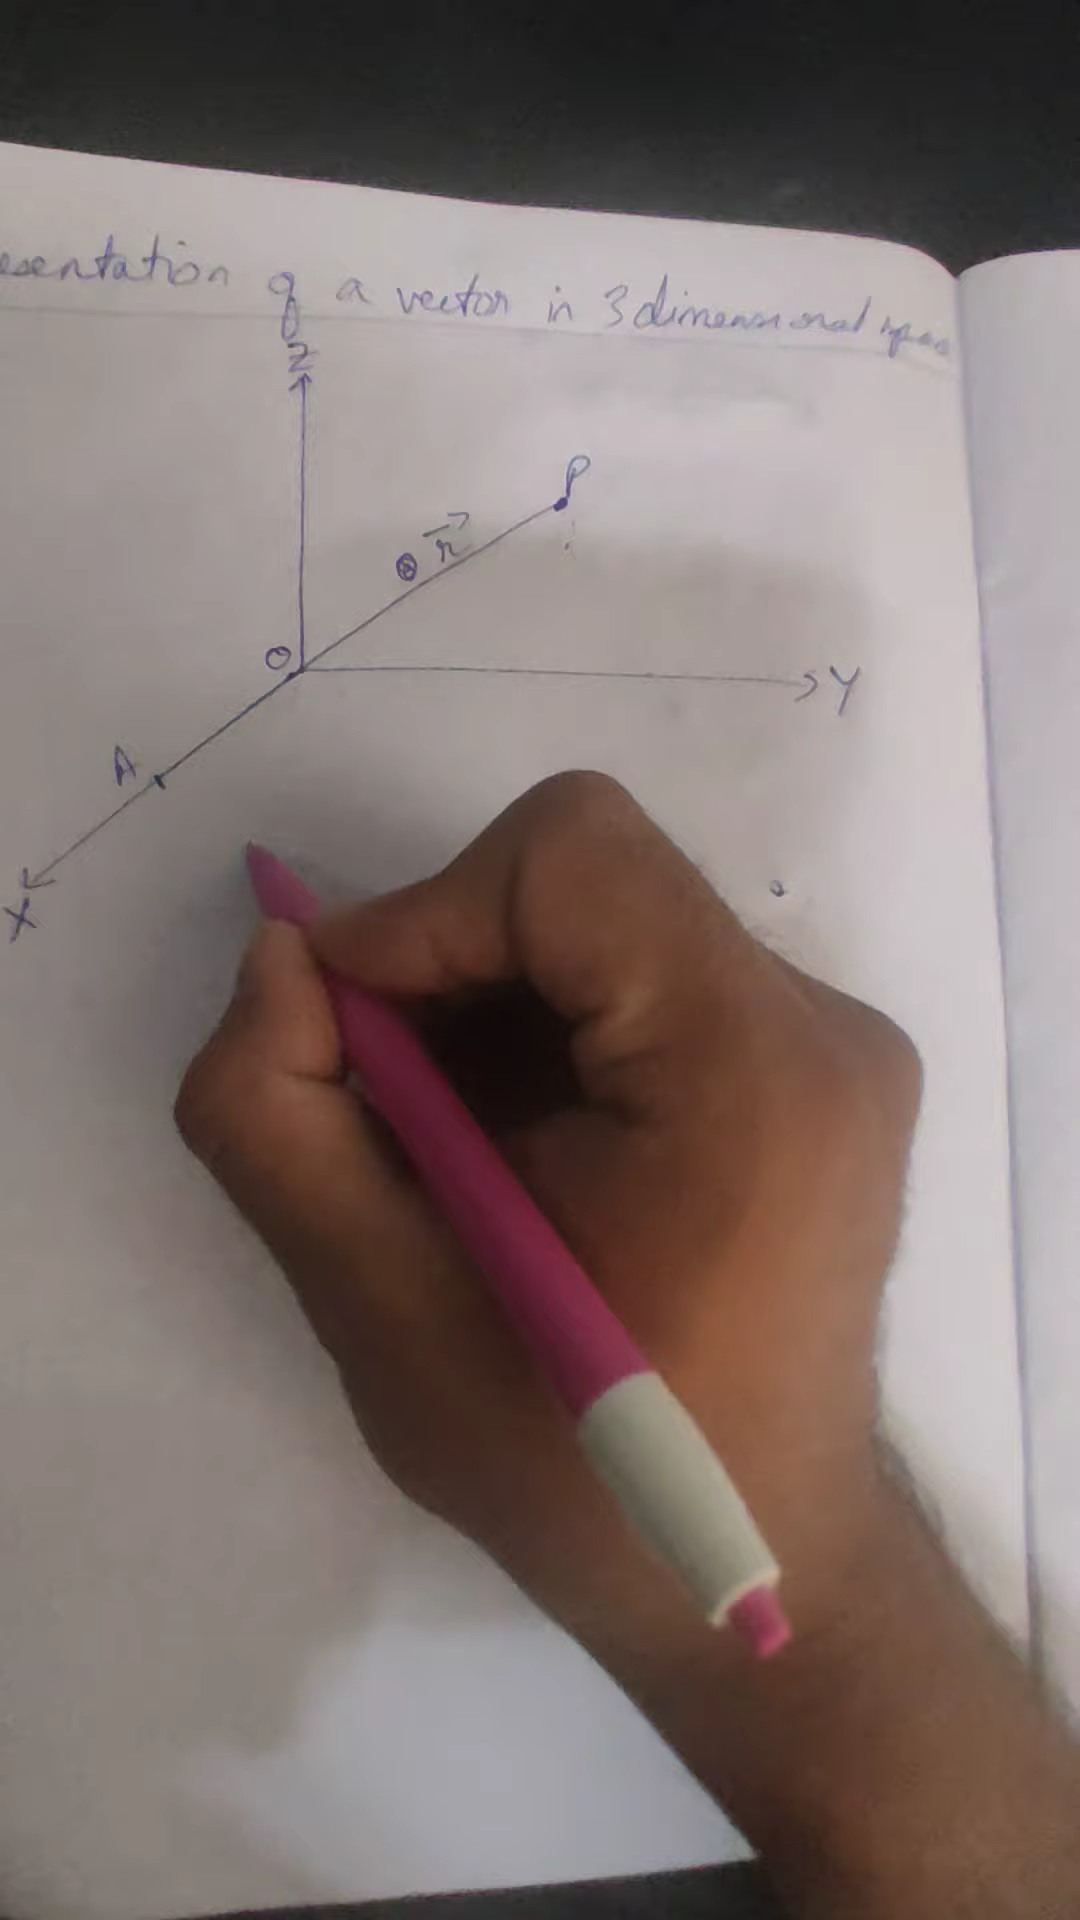 esentation of a vector in 3 dimensional space
Z
P
r
O
Y
A
X